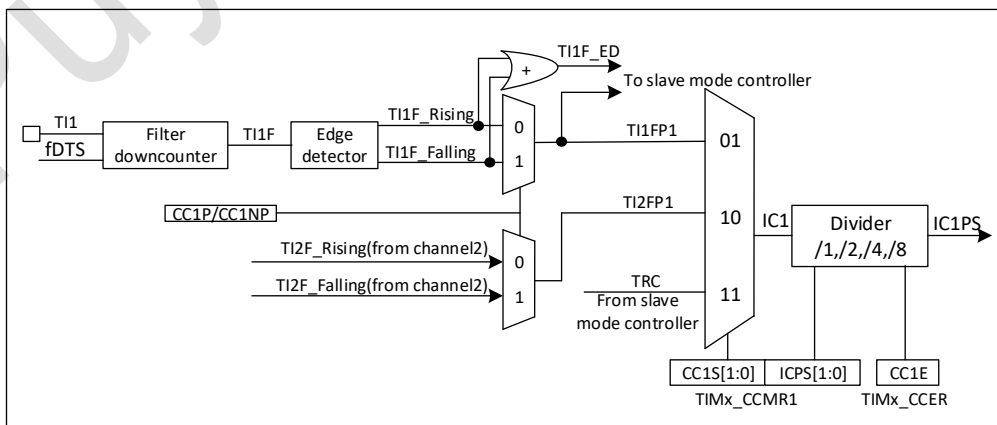 TI1F_ED
To slave mode controller
TI1
fDTS
Filter
downcounter
TI1F
Edge
detector
TI1F_Rising
TI1F_Falling
+
0
1
TI1FP1
01
CC1P/CC1NP
TI2FP1
10
TI2F_Rising(from channel2)
TI2F_Falling(from channel2)
0
1
TRC
From slave
mode controller
11
IC1
Divider
/1,/2,/4,/8
IC1PS
CC1S[1:0]
ICPS[1:0]
CC1E
TIMx_CCMR1
TIMx_CCER